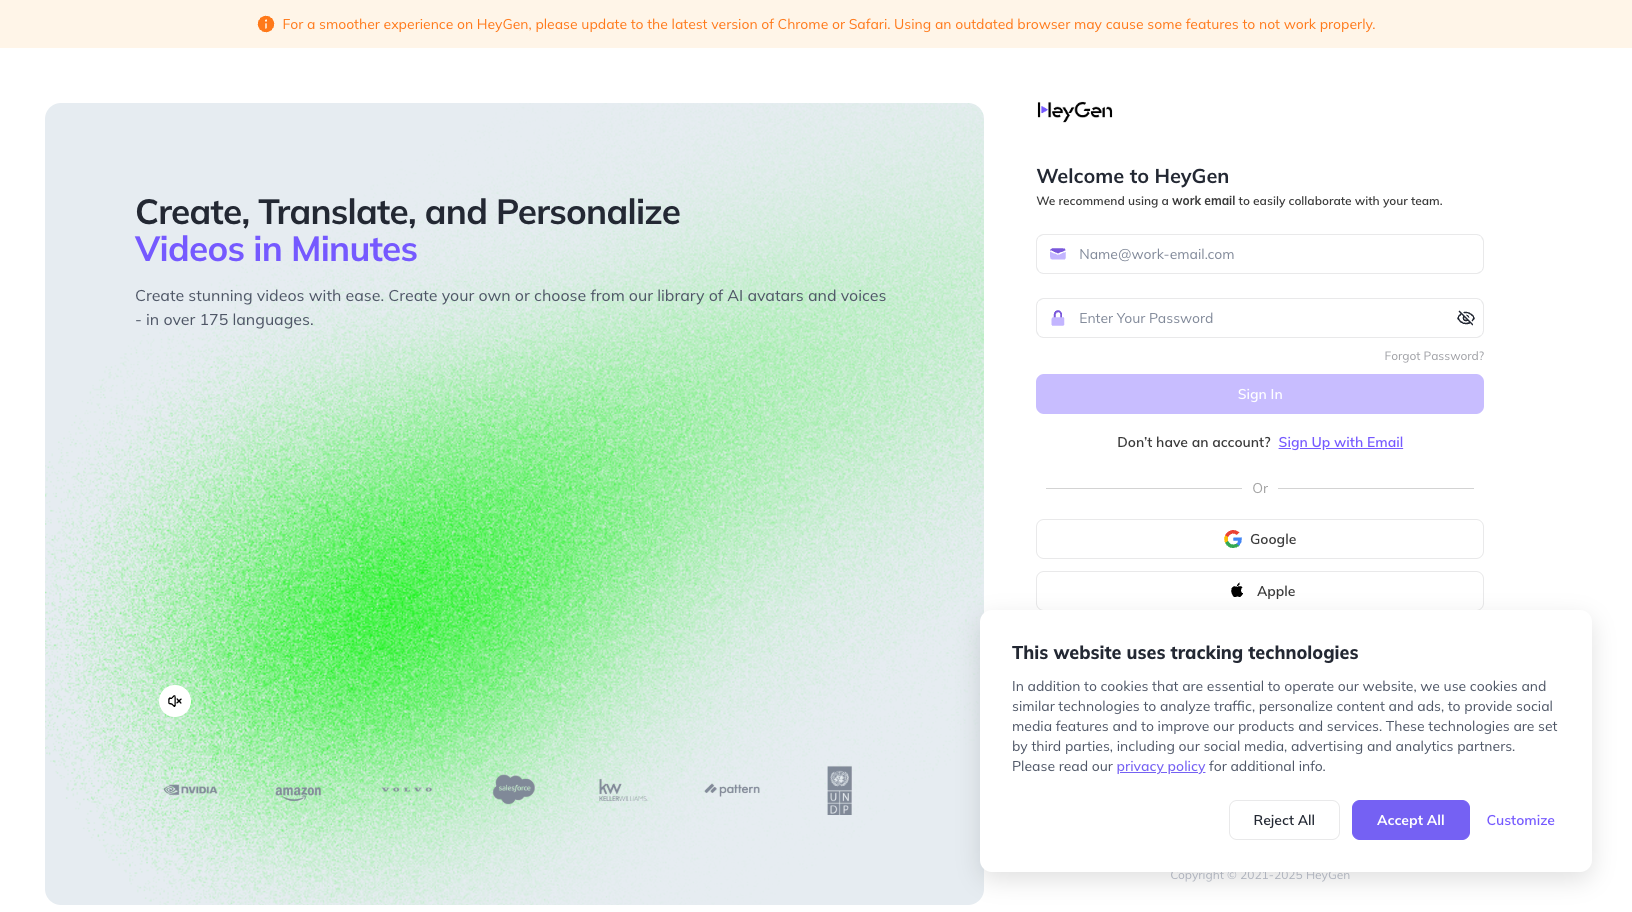 For a smoother experience on HeyGen, please update to the latest version of Chrome or Safari. Using an outdated browser may cause some features to not work properly.
Create, Translate, and Personalize
Videos in Minutes
Create stunning videos with ease. Create your own or choose from our library of AI avatars and voices
- in over 175 languages.
NVIDIA
amazon
VOLVO
salesforce
kw
KELLERWILLIAMS.
pattern
U N
D P
HeyGen
Welcome to HeyGen
We recommend using a work email to easily collaborate with your team.
Name@work-email.com
Enter Your Password
Forgot Password?
Sign In
Don't have an account? Sign Up with Email
Or
Google
Apple
This website uses tracking technologies
In addition to cookies that are essential to operate our website, we use cookies and
similar technologies to analyze traffic, personalize content and ads, to provide social
media features and to improve our products and services. These technologies are set
by third parties, including our social media, advertising and analytics partners.
Please read our privacy policy for additional info.
Reject All
Accept All
Customize
Copyright © 2021-2025 HeyGen